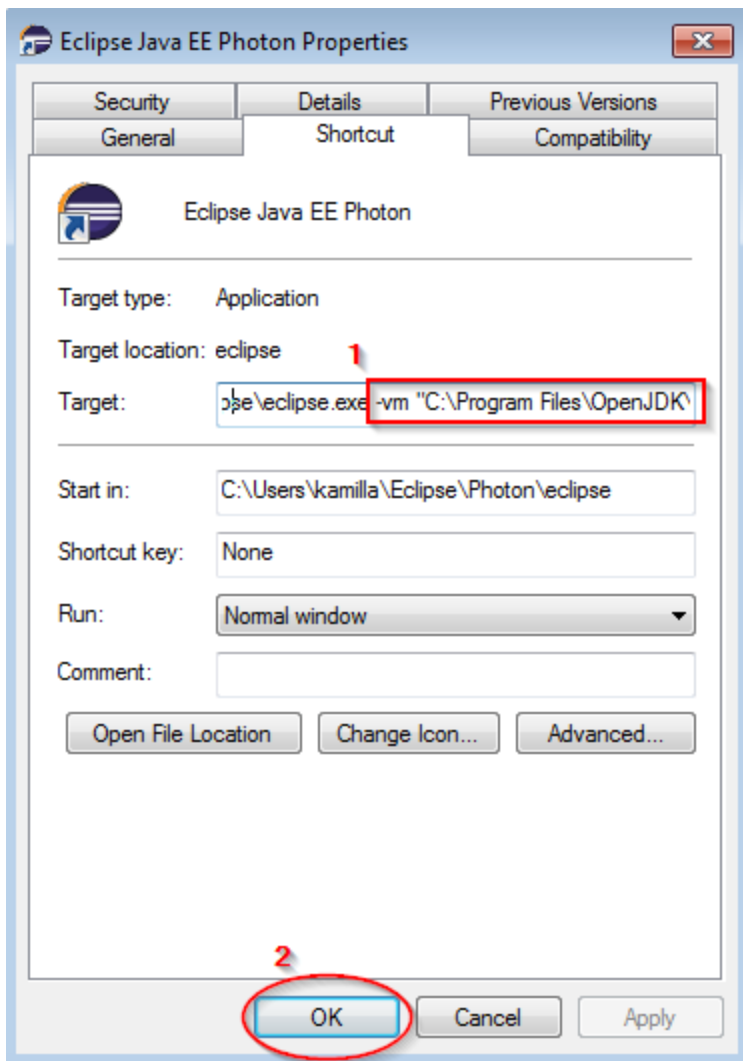 Eclipse Java EE Photon Properties
Security Details Previous Versions
General Shortcut Compatibility
Eclipse Java EE Photon
Target type: Application
Target location: eclipse
1
Target: ose\eclipse.exe -vm "C:\Program Files\OpenJDK\
Start in: C:\Users\kamilla\Eclipse\Photon\eclipse
Shortcut key: None
Run: Normal window
Comment:
Open File Location Change Icon... Advanced...
2
OK Cancel Apply